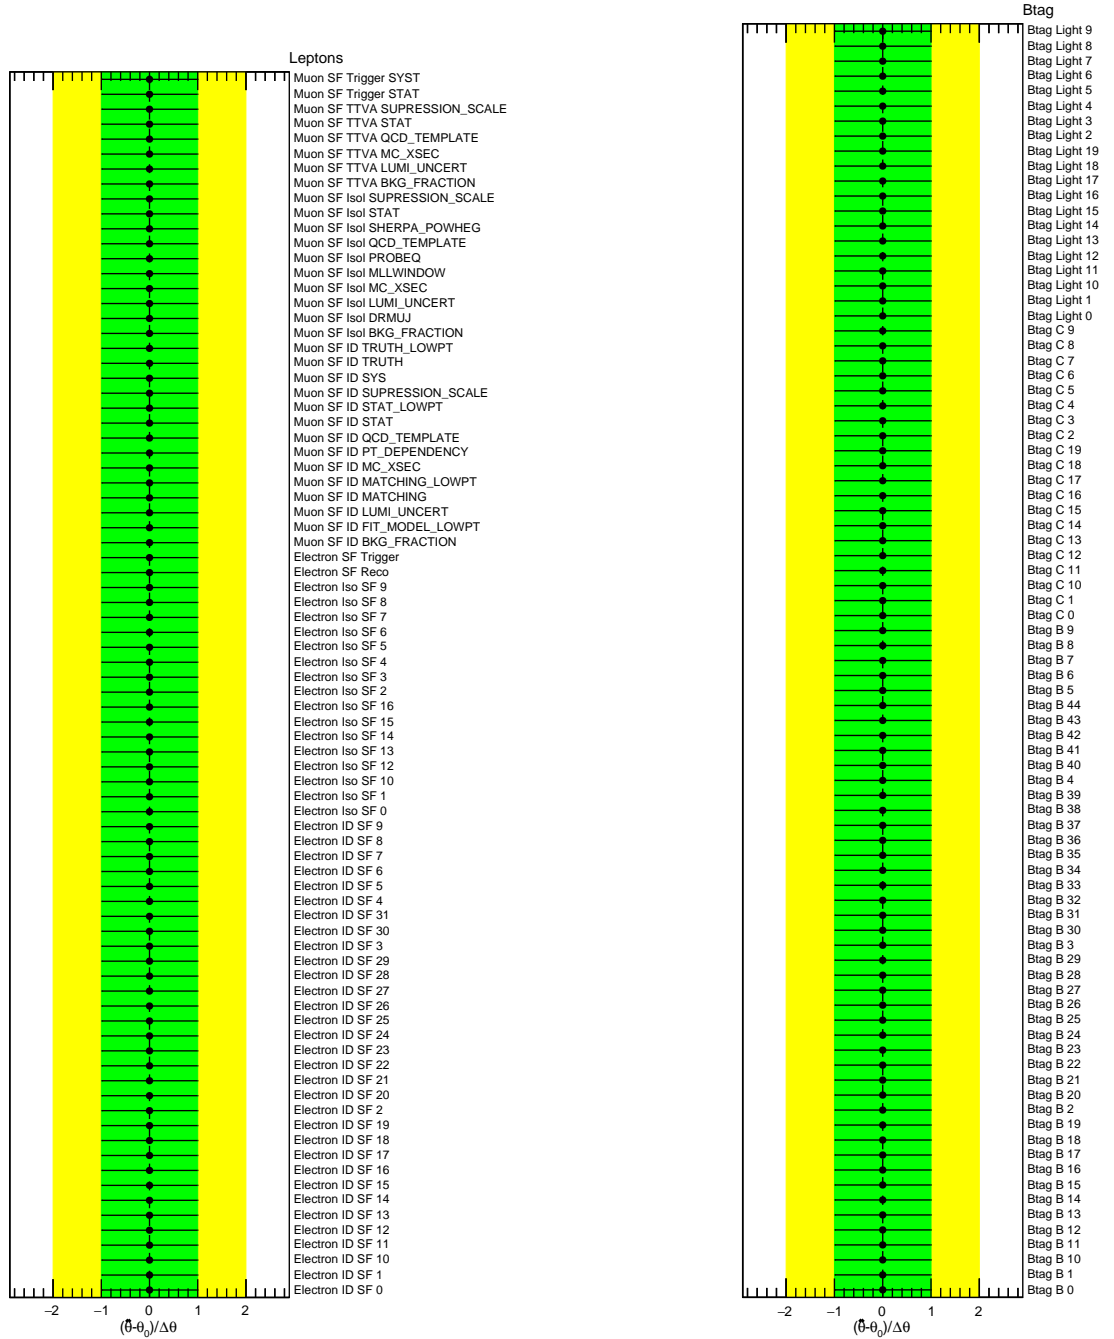 Leptons
Muon SF Trigger SYST
Muon SF Trigger STAT
Muon SF TTVA SUPRESSION_SCALE
Muon SF TTVA STAT
Muon SF TTVA QCD_TEMPLATE
Muon SF TTVA MC_XSEC
Muon SF TTVA LUMI_UNCERT
Muon SF TTVA BKG_FRACTION
Muon SF Isol SUPRESSION_SCALE
Muon SF Isol STAT
Muon SF Isol SHERPA_POWHEG
Muon SF Isol QCD_TEMPLATE
Muon SF Isol PROBEQ
Muon SF Isol MLLWINDOW
Muon SF Isol MC_XSEC
Muon SF Isol LUMI_UNCERT
Muon SF Isol DRMUJ
Muon SF Isol BKG_FRACTION
Muon SF ID TRUTH_LOWPT
Muon SF ID TRUTH
Muon SF ID SYS
Muon SF ID SUPRESSION_SCALE
Muon SF ID STAT_LOWPT
Muon SF ID STAT
Muon SF ID QCD_TEMPLATE
Muon SF ID PT_DEPENDENCY
Muon SF ID MC_XSEC
Muon SF ID MATCHING_LOWPT
Muon SF ID MATCHING
Muon SF ID LUMI_UNCERT
Muon SF ID FIT_MODEL_LOWPT
Muon SF ID BKG_FRACTION
Electron SF Trigger
Electron SF Reco
Electron Iso SF 9
Electron Iso SF 8
Electron Iso SF 7
Electron Iso SF 6
Electron Iso SF 5
Electron Iso SF 4
Electron Iso SF 3
Electron Iso SF 2
Electron Iso SF 16
Electron Iso SF 15
Electron Iso SF 14
Electron Iso SF 13
Electron Iso SF 12
Electron Iso SF 10
Electron Iso SF 1
Electron Iso SF 0
Electron ID SF 9
Electron ID SF 8
Electron ID SF 7
Electron ID SF 6
Electron ID SF 5
Electron ID SF 4
Electron ID SF 31
Electron ID SF 30
Electron ID SF 3
Electron ID SF 29
Electron ID SF 28
Electron ID SF 27
Electron ID SF 26
Electron ID SF 25
Electron ID SF 24
Electron ID SF 23
Electron ID SF 22
Electron ID SF 21
Electron ID SF 20
Electron ID SF 2
Electron ID SF 19
Electron ID SF 18
Electron ID SF 17
Electron ID SF 16
Electron ID SF 15
Electron ID SF 14
Electron ID SF 13
Electron ID SF 12
Electron ID SF 11
Electron ID SF 10
Electron ID SF 1
Electron ID SF 0
−2 −1 0 1 2
(θ̂-θ₀)/Δθ
Btag
Btag Light 9
Btag Light 8
Btag Light 7
Btag Light 6
Btag Light 5
Btag Light 4
Btag Light 3
Btag Light 2
Btag Light 19
Btag Light 18
Btag Light 17
Btag Light 16
Btag Light 15
Btag Light 14
Btag Light 13
Btag Light 12
Btag Light 11
Btag Light 10
Btag Light 1
Btag Light 0
Btag C 9
Btag C 8
Btag C 7
Btag C 6
Btag C 5
Btag C 4
Btag C 3
Btag C 2
Btag C 19
Btag C 18
Btag C 17
Btag C 16
Btag C 15
Btag C 14
Btag C 13
Btag C 12
Btag C 11
Btag C 10
Btag C 1
Btag C 0
Btag B 9
Btag B 8
Btag B 7
Btag B 6
Btag B 5
Btag B 44
Btag B 43
Btag B 42
Btag B 41
Btag B 40
Btag B 4
Btag B 39
Btag B 38
Btag B 37
Btag B 36
Btag B 35
Btag B 34
Btag B 33
Btag B 32
Btag B 31
Btag B 30
Btag B 3
Btag B 29
Btag B 28
Btag B 27
Btag B 26
Btag B 25
Btag B 24
Btag B 23
Btag B 22
Btag B 21
Btag B 20
Btag B 2
Btag B 19
Btag B 18
Btag B 17
Btag B 16
Btag B 15
Btag B 14
Btag B 13
Btag B 12
Btag B 11
Btag B 10
Btag B 1
Btag B 0
−2 −1 0 1 2
(θ̂-θ₀)/Δθ